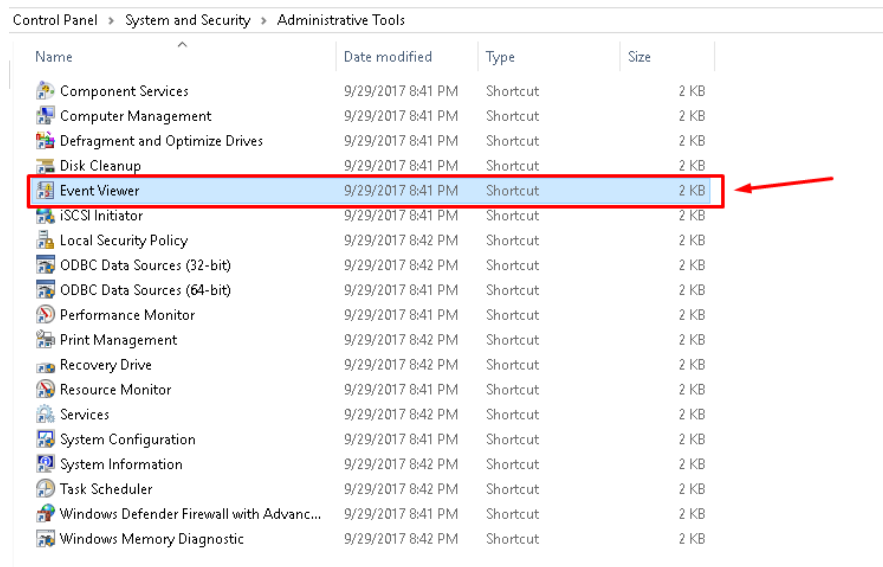 Control Panel > System and Security > Administrative Tools
Name Date modified Type Size
Component Services 9/29/2017 8:41 PM Shortcut 2 KB
Computer Management 9/29/2017 8:41 PM Shortcut 2 KB
Defragment and Optimize Drives 9/29/2017 8:41 PM Shortcut 2 KB
Disk Cleanup 9/29/2017 8:41 PM Shortcut 2 KB
Event Viewer 9/29/2017 8:41 PM Shortcut 2 KB
iSCSI Initiator 9/29/2017 8:41 PM Shortcut 2 KB
Local Security Policy 9/29/2017 8:42 PM Shortcut 2 KB
ODBC Data Sources (32-bit) 9/29/2017 8:42 PM Shortcut 2 KB
ODBC Data Sources (64-bit) 9/29/2017 8:41 PM Shortcut 2 KB
Performance Monitor 9/29/2017 8:41 PM Shortcut 2 KB
Print Management 9/29/2017 8:42 PM Shortcut 2 KB
Recovery Drive 9/29/2017 8:42 PM Shortcut 2 KB
Resource Monitor 9/29/2017 8:41 PM Shortcut 2 KB
Services 9/29/2017 8:42 PM Shortcut 2 KB
System Configuration 9/29/2017 8:41 PM Shortcut 2 KB
System Information 9/29/2017 8:42 PM Shortcut 2 KB
Task Scheduler 9/29/2017 8:42 PM Shortcut 2 KB
Windows Defender Firewall with Advanc... 9/29/2017 8:41 PM Shortcut 2 KB
Windows Memory Diagnostic 9/29/2017 8:42 PM Shortcut 2 KB